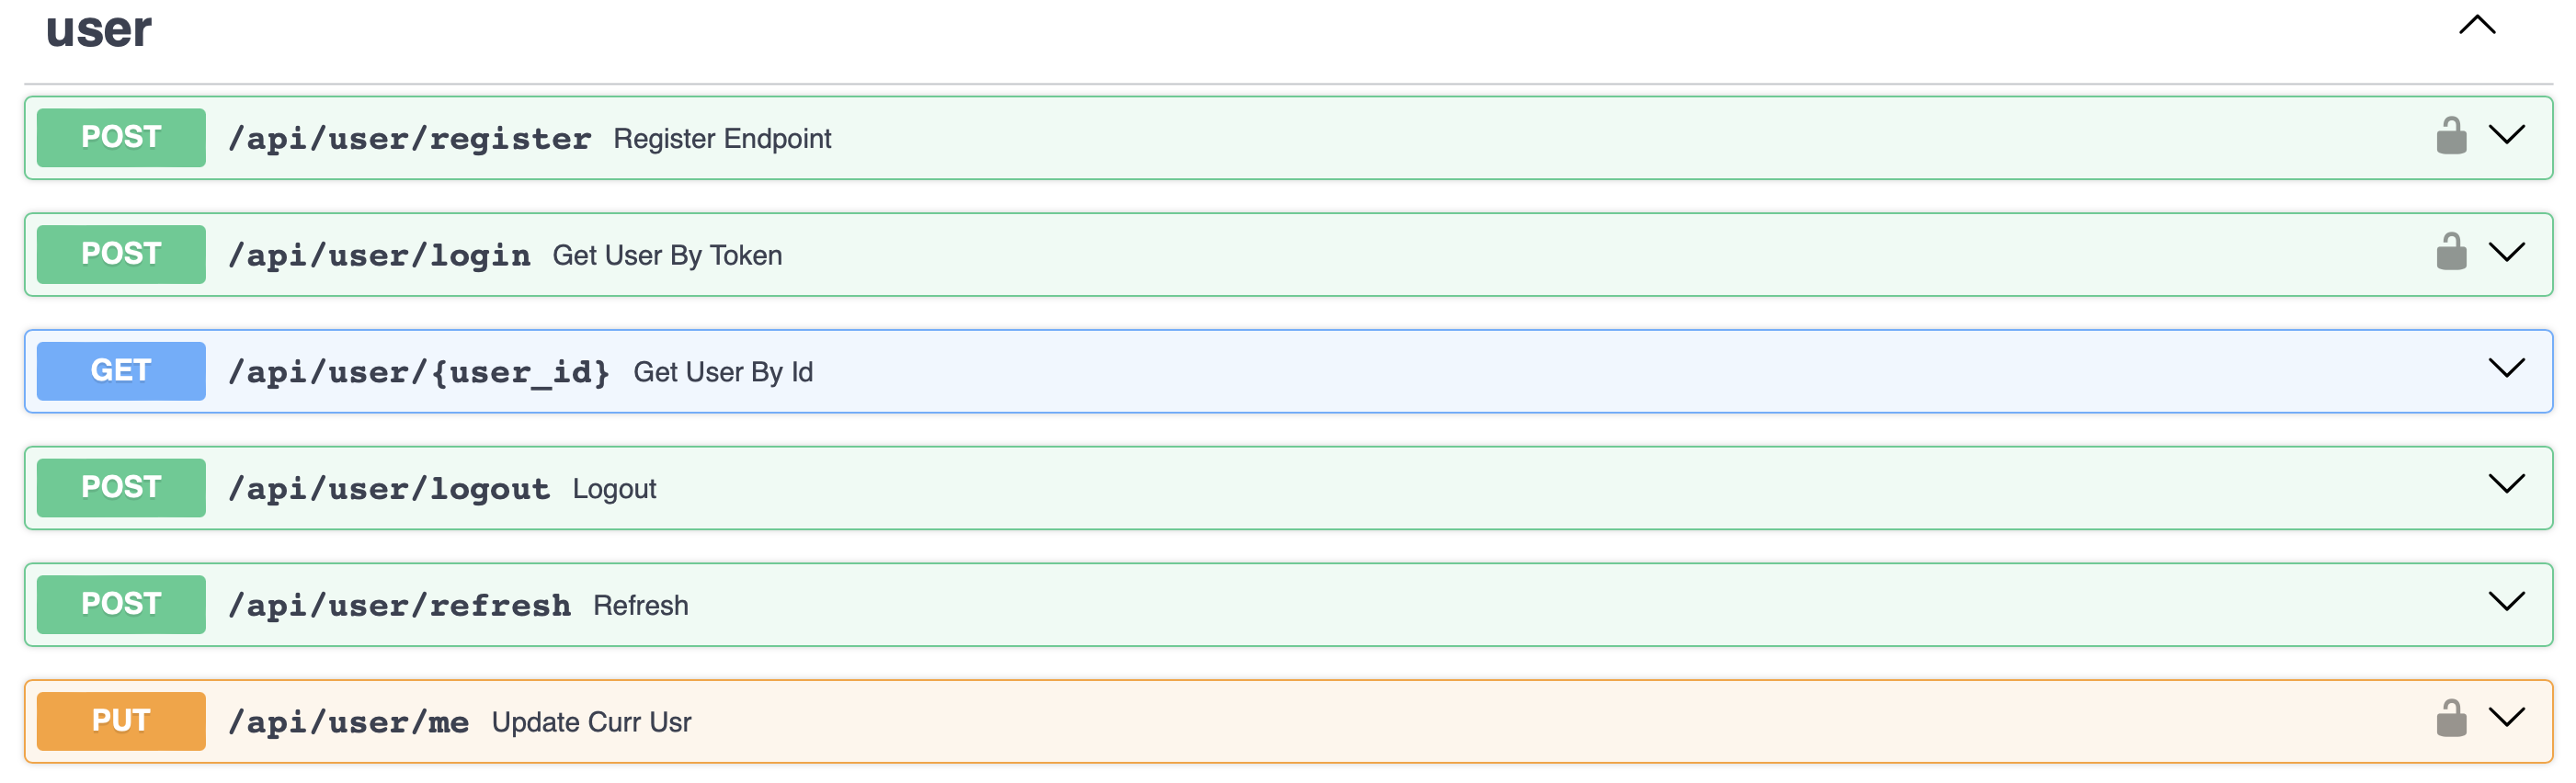 user
POST /api/user/register Register Endpoint
POST /api/user/login Get User By Token
GET /api/user/{user_id} Get User By Id
POST /api/user/logout Logout
POST /api/user/refresh Refresh
PUT /api/user/me Update Curr Usr